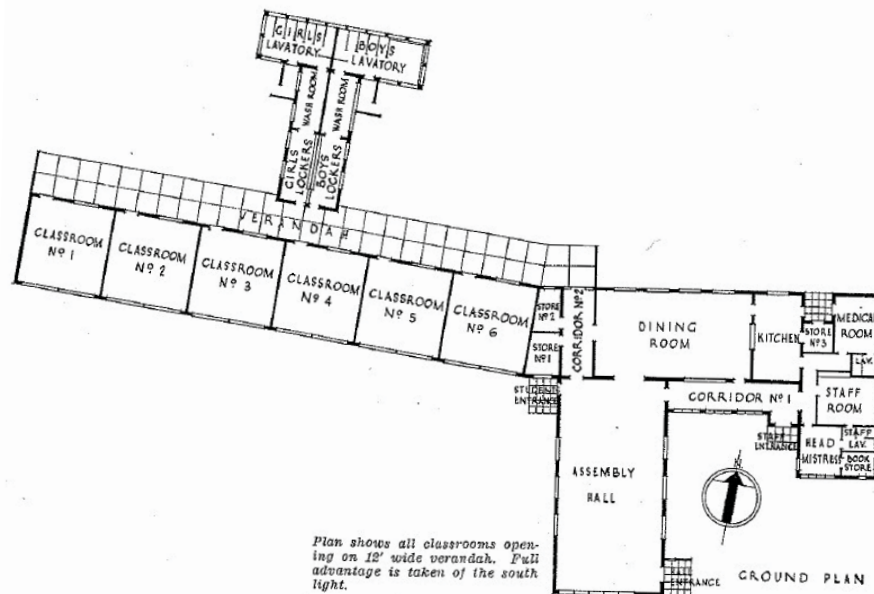 GIRLS
LAVATORY
BOYS
LAVATORY
WASH ROOM
WASH ROOM
GIRLS
LOCKERS
BOYS
LOCKERS
VERANDAH
CLASSROOM
Nº 1
CLASSROOM
Nº 2
CLASSROOM
Nº 3
CLASSROOM
Nº 4
CLASSROOM
Nº 5
CLASSROOM
Nº 6
STORE
Nº 2
STORE
Nº 1
CORRIDOR Nº 2
DINING
ROOM
KITCHEN
STORE
Nº 3
MEDICAL
ROOM
LAV.
CORRIDOR Nº 1
STAFF
ROOM
STUDENTS
ENTRANCE
STAFF
ENTRANCE
HEAD
MISTRESS
STAFF
LAV.
BOOK
STORE
ASSEMBLY
HALL
N
ENTRANCE
GROUND PLAN
Plan shows all classrooms open-
ing on 12' wide verandah. Full
advantage is taken of the south
light.